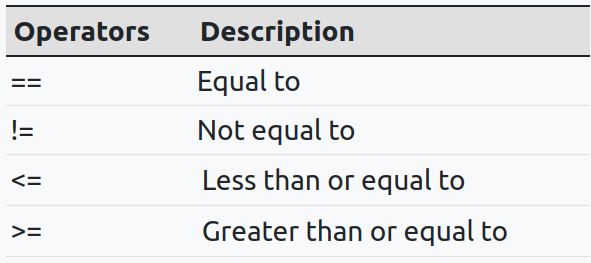 Operators Description
== Equal to
!= Not equal to
<= Less than or equal to
>= Greater than or equal to